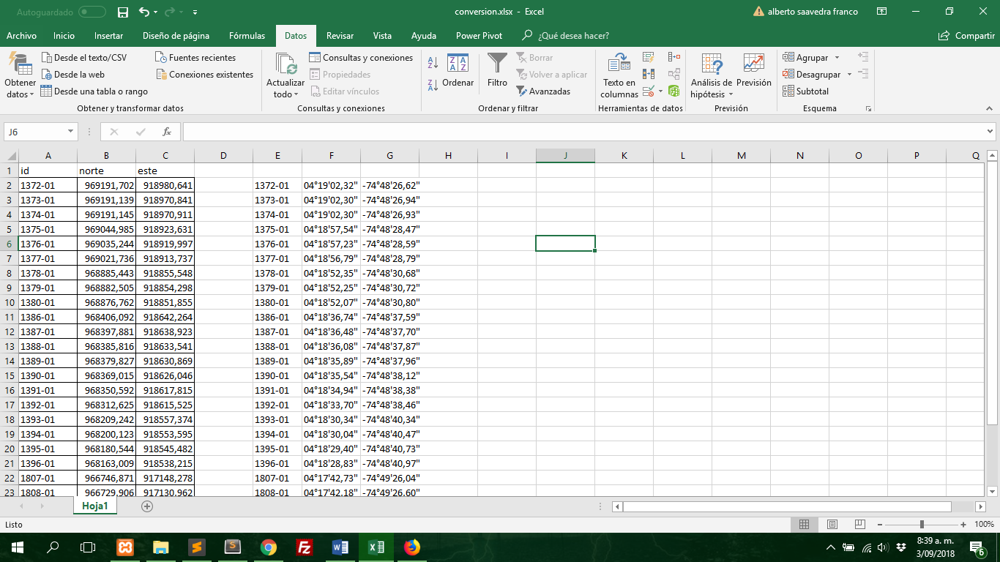 Autoguardado
conversion.xlsx - Excel
alberto saavedra franco
Archivo Inicio Insertar Diseño de página Fórmulas Datos Revisar Vista Ayuda Power Pivot ¿Qué desea hacer? Compartir
Obtener datos
Desde el texto/CSV
Desde la web
Desde una tabla o rango
Fuentes recientes
Conexiones existentes
Obtener y transformar datos
Actualizar todo
Consultas y conexiones
Propiedades
Editar vínculos
Consultas y conexiones
Ordenar
Filtro
Borrar
Volver a aplicar
Avanzadas
Ordenar y filtrar
Texto en columnas
Herramientas de datos
Análisis de hipótesis
Previsión
Previsión
Agrupar
Desagrupar
Subtotal
Esquema
J6
fx
A B C D E F G H I J K L M N O P Q
1 id norte este
2 1372-01 969191,702 918980,641 1372-01 04°19'02,32" -74°48'26,62"
3 1373-01 969191,139 918970,841 1373-01 04°19'02,30" -74°48'26,94"
4 1374-01 969191,145 918970,911 1374-01 04°19'02,30" -74°48'26,93"
5 1375-01 969044,985 918923,631 1375-01 04°18'57,54" -74°48'28,47"
6 1376-01 969035,244 918919,997 1376-01 04°18'57,23" -74°48'28,59"
7 1377-01 969021,736 918913,737 1377-01 04°18'56,79" -74°48'28,79"
8 1378-01 968885,443 918855,548 1378-01 04°18'52,35" -74°48'30,68"
9 1379-01 968882,505 918854,298 1379-01 04°18'52,25" -74°48'30,72"
10 1380-01 968876,762 918851,855 1380-01 04°18'52,07" -74°48'30,80"
11 1386-01 968406,092 918642,264 1386-01 04°18'36,74" -74°48'37,59"
12 1387-01 968397,881 918638,923 1387-01 04°18'36,48" -74°48'37,70"
13 1388-01 968385,816 918633,541 1388-01 04°18'36,08" -74°48'37,87"
14 1389-01 968379,827 918630,869 1389-01 04°18'35,89" -74°48'37,96"
15 1390-01 968369,015 918626,046 1390-01 04°18'35,54" -74°48'38,12"
16 1391-01 968350,592 918617,815 1391-01 04°18'34,94" -74°48'38,38"
17 1392-01 968312,625 918615,525 1392-01 04°18'33,70" -74°48'38,46"
18 1393-01 968209,242 918557,374 1393-01 04°18'30,34" -74°48'40,34"
19 1394-01 968200,123 918553,595 1394-01 04°18'30,04" -74°48'40,47"
20 1395-01 968180,544 918545,482 1395-01 04°18'29,40" -74°48'40,73"
21 1396-01 968163,009 918538,215 1396-01 04°18'28,83" -74°48'40,97"
22 1807-01 966746,871 917148,278 1807-01 04°17'42,73" -74°49'26,04"
23 1808-01 966729,906 917130,962 1808-01 04°17'42,18" -74°49'26,60"
Hoja1
Listo
100%
8:39 a. m.
3/09/2018
6